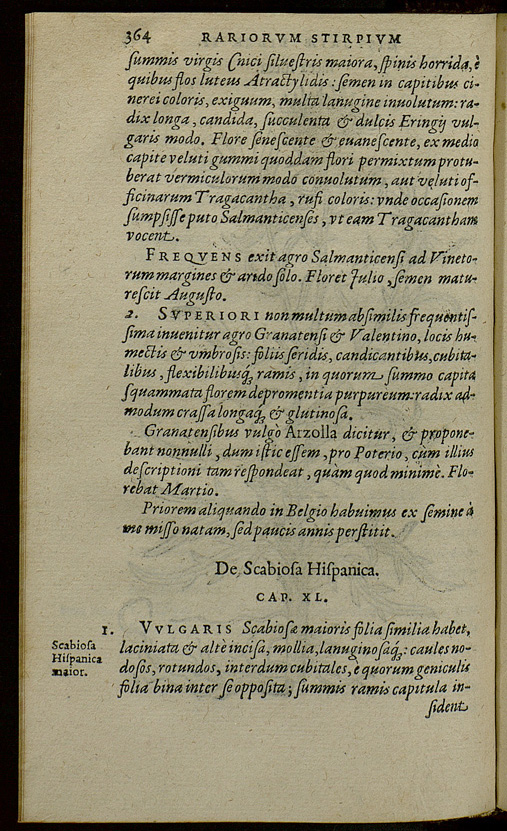 364 RARIORVM STIRPIVM
ſummis virgis Cnici ſilueſtris maiora, ſpinis horrida, è
quibus flos luteus Atractylidis : ſemen in capitibus ci-
nerei coloris, exiguum, multa lanugine inuolutum: ra-
dix longa, candida, ſucculenta & dulcis Eringij vul-
garis modo. Flore ſeneſcente & euaneſcente, ex medio
capite veluti gummi quoddam flori permixtum protu-
berat vermiculorum modo conuolutum, aut veluti of-
ficinarum Tragacantha, rufi coloris: vnde occaſionem
ſumpſiſſe puto Salmanticenſes, vt eam Tragacantham
vocent.
FREQVENS exit agro Salmanticenſi ad Vineto-
rum margines & arido ſolo. Floret Julio, ſemen matu-
reſcit Auguſto.
2. SVPERIORI non multum abſimilis frequentiſ-
ſima inuenitur agro Granatenſi & Valentino, locis hu-
mectis & vmbroſis: foliis ſeridis, candicantibus, cubita-
libus, flexibilibusq́, ramis, in quorum ſummo capita
ſquammata florem depromentia purpureum: radix ad-
modum craſſa longaq́, & glutinoſa.
Granatenſibus vulgò Arzolla dicitur, & propone-
bant nonnulli, dum iſtic eſſem, pro Poterio, cùm illius
deſcriptioni tam reſpondeat, quam quod minimè. Flo-
rebat Martio.
Priorem aliquando in Belgio habuimus ex ſemine à
me miſſo natam, ſed paucis annis perſtitit.
De Scabioſa Hiſpanica.
CAP. XL.
1. VVLGARIS Scabioſæ maioris folia ſimilia habet,
Scabioſa
Hiſpanica
maior.
laciniata & altè inciſa, mollia, lanuginoſaq́;: caules no-
doſos, rotundos, interdum cubitales, è quorum geniculis
folia bina inter ſe oppoſita; ſummis ramis capitula in-
ſident